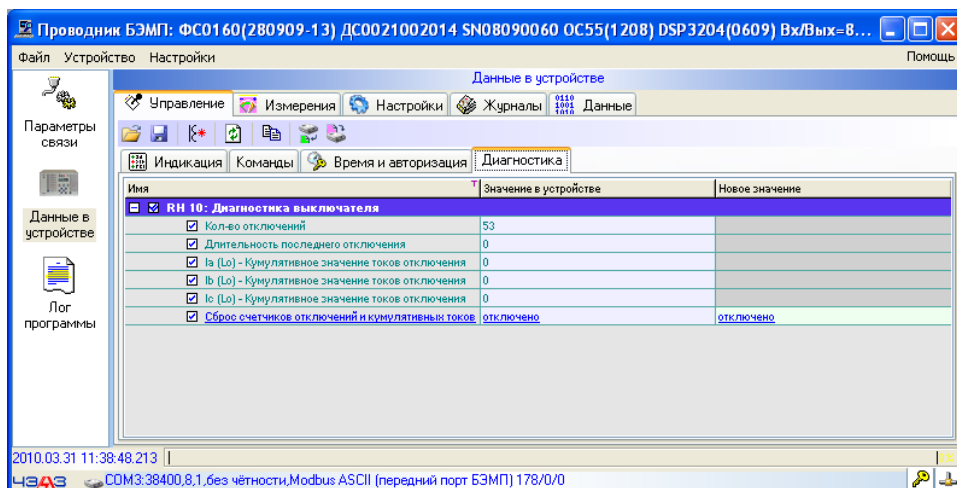 Проводник БЭМП: ФС0160(280909-13) ДС0021002014 SN08090060 ОС55(1208) DSP3204(0609) Вх/Вых=8...
Файл Устройство Настройки Помощь
Данные в устройстве
Управление Измерения Настройки Журналы Данные
Параметры
связи
Индикация Команды Время и авторизация Диагностика
Имя Значение в устройстве Новое значение
RH 10: Диагностика выключателя
Кол-во отключений 53
Длительность последнего отключения 0
Ia (Lo) - Кумулятивное значение токов отключения 0
Ib (Lo) - Кумулятивное значение токов отключения 0
Ic (Lo) - Кумулятивное значение токов отключения 0
Сброс счетчиков отключений и кумулятивных токов отключено отключено
Данные в
устройстве
Лог
программы
2010.03.31 11:38:48.213
ЧЭАЗ COM3:38400,8,1,без чётности,Modbus ASCII (передний порт БЭМП) 178/0/0